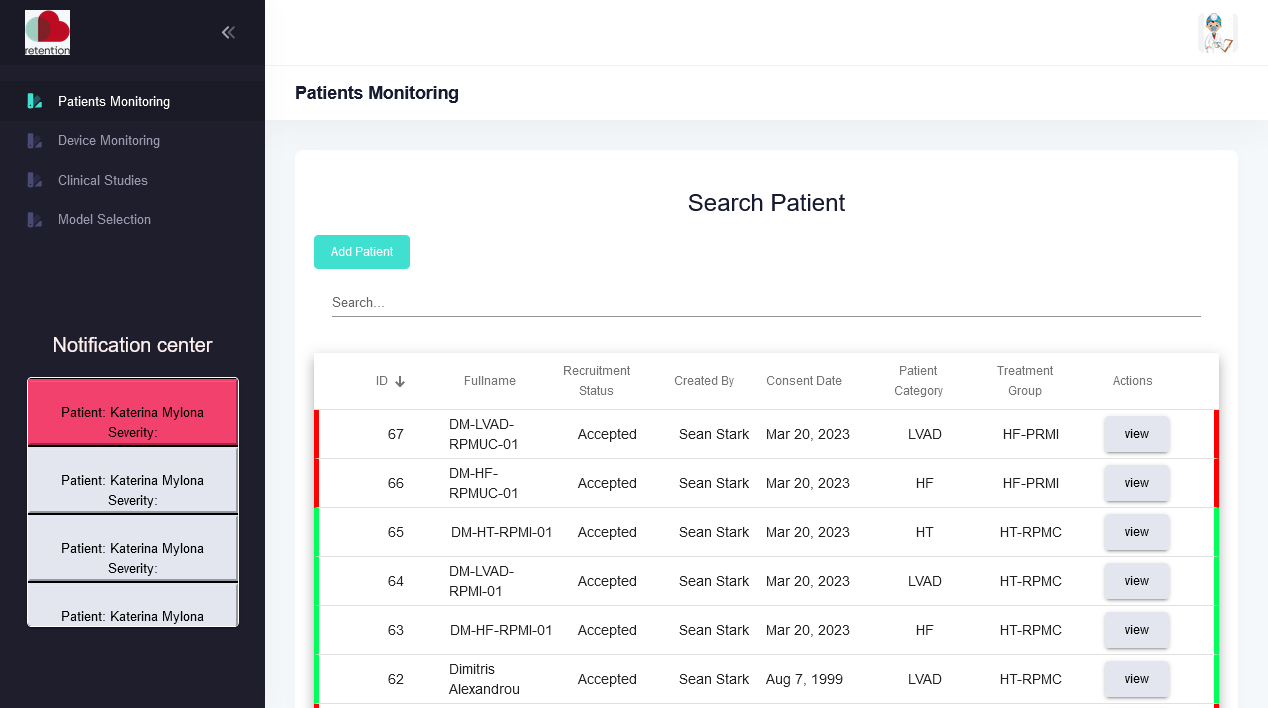 retention
Patients Monitoring
Device Monitoring
Clinical Studies
Model Selection
Notification center
Patient: Katerina Mylona
Severity:
Patient: Katerina Mylona
Severity:
Patient: Katerina Mylona
Severity:
Patient: Katerina Mylona
Patients Monitoring
Search Patient
Add Patient
Search...
ID Fullname Recruitment Status Created By Consent Date Patient Category Treatment Group Actions
67 DM-LVAD-RPMUC-01 Accepted Sean Stark Mar 20, 2023 LVAD HF-PRMI view
66 DM-HF-RPMUC-01 Accepted Sean Stark Mar 20, 2023 HF HF-PRMI view
65 DM-HT-RPMI-01 Accepted Sean Stark Mar 20, 2023 HT HT-RPMC view
64 DM-LVAD-RPMI-01 Accepted Sean Stark Mar 20, 2023 LVAD HT-RPMC view
63 DM-HF-RPMI-01 Accepted Sean Stark Mar 20, 2023 HF HT-RPMC view
62 Dimitris Alexandrou Accepted Sean Stark Aug 7, 1999 LVAD HT-RPMC view